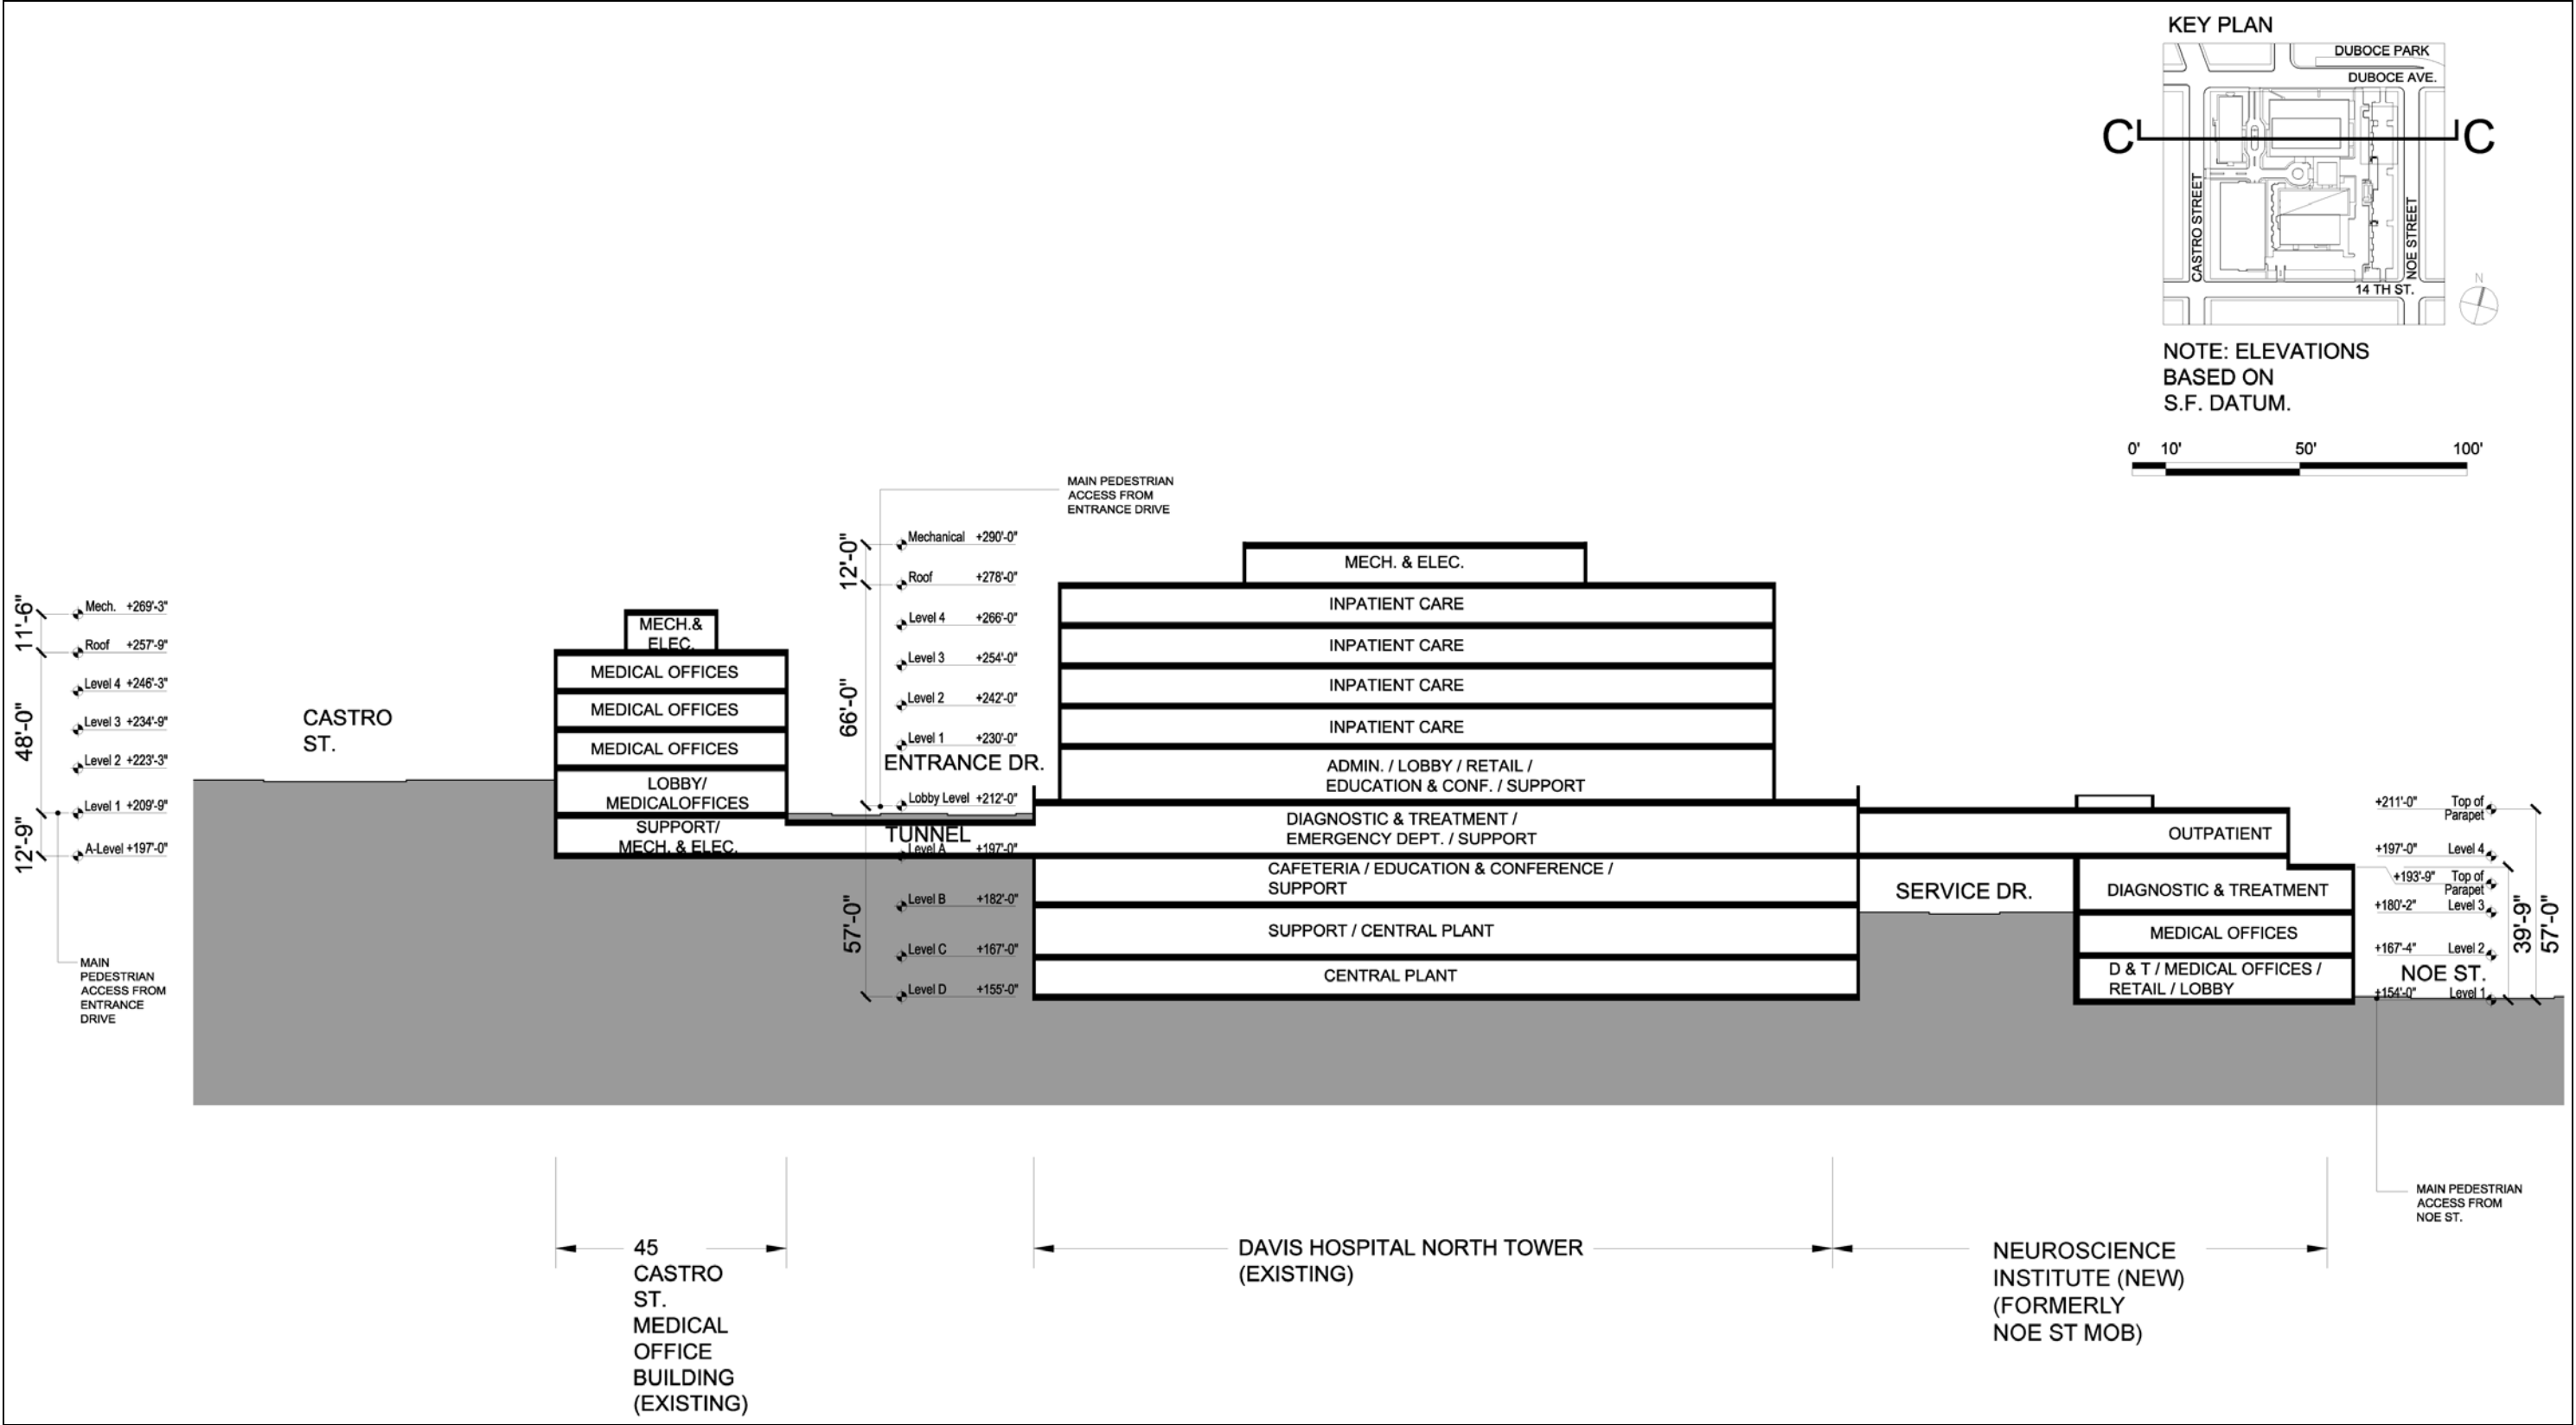 KEY PLAN
DUBOCE PARK
DUBOCE AVE.
C
C
CASTRO STREET
NOE STREET
14 TH ST.
N
NOTE: ELEVATIONS
BASED ON
S.F. DATUM.
0' 10' 50' 100'
MAIN PEDESTRIAN
ACCESS FROM
ENTRANCE DRIVE
11'-6"
48'-0"
12'-9"
Mech. +269'-3"
Roof +257'-9"
Level 4 +246'-3"
Level 3 +234'-9"
Level 2 +223'-3"
Level 1 +209'-9"
A-Level +197'-0"
MAIN
PEDESTRIAN
ACCESS FROM
ENTRANCE
DRIVE
CASTRO
ST.
MECH.&
ELEC.
MEDICAL OFFICES
MEDICAL OFFICES
MEDICAL OFFICES
LOBBY/
MEDICALOFFICES
SUPPORT/
MECH. & ELEC.
12'-0"
66'-0"
57'-0"
Mechanical +290'-0"
Roof +278'-0"
Level 4 +266'-0"
Level 3 +254'-0"
Level 2 +242'-0"
Level 1 +230'-0"
ENTRANCE DR.
Lobby Level +212'-0"
TUNNEL
Level A +197'-0"
Level B +182'-0"
Level C +167'-0"
Level D +155'-0"
MECH. & ELEC.
INPATIENT CARE
INPATIENT CARE
INPATIENT CARE
INPATIENT CARE
ADMIN. / LOBBY / RETAIL /
EDUCATION & CONF. / SUPPORT
DIAGNOSTIC & TREATMENT /
EMERGENCY DEPT. / SUPPORT
CAFETERIA / EDUCATION & CONFERENCE /
SUPPORT
SUPPORT / CENTRAL PLANT
CENTRAL PLANT
OUTPATIENT
SERVICE DR.
DIAGNOSTIC & TREATMENT
MEDICAL OFFICES
D & T / MEDICAL OFFICES /
RETAIL / LOBBY
+211'-0" Top of
Parapet
+197'-0" Level 4
+193'-9" Top of
Parapet
+180'-2" Level 3
+167'-4" Level 2
NOE ST.
+154'-0" Level 1
39'-9"
57'-0"
MAIN PEDESTRIAN
ACCESS FROM
NOE ST.
45
CASTRO
ST.
MEDICAL
OFFICE
BUILDING
(EXISTING)
DAVIS HOSPITAL NORTH TOWER
(EXISTING)
NEUROSCIENCE
INSTITUTE (NEW)
(FORMERLY
NOE ST MOB)